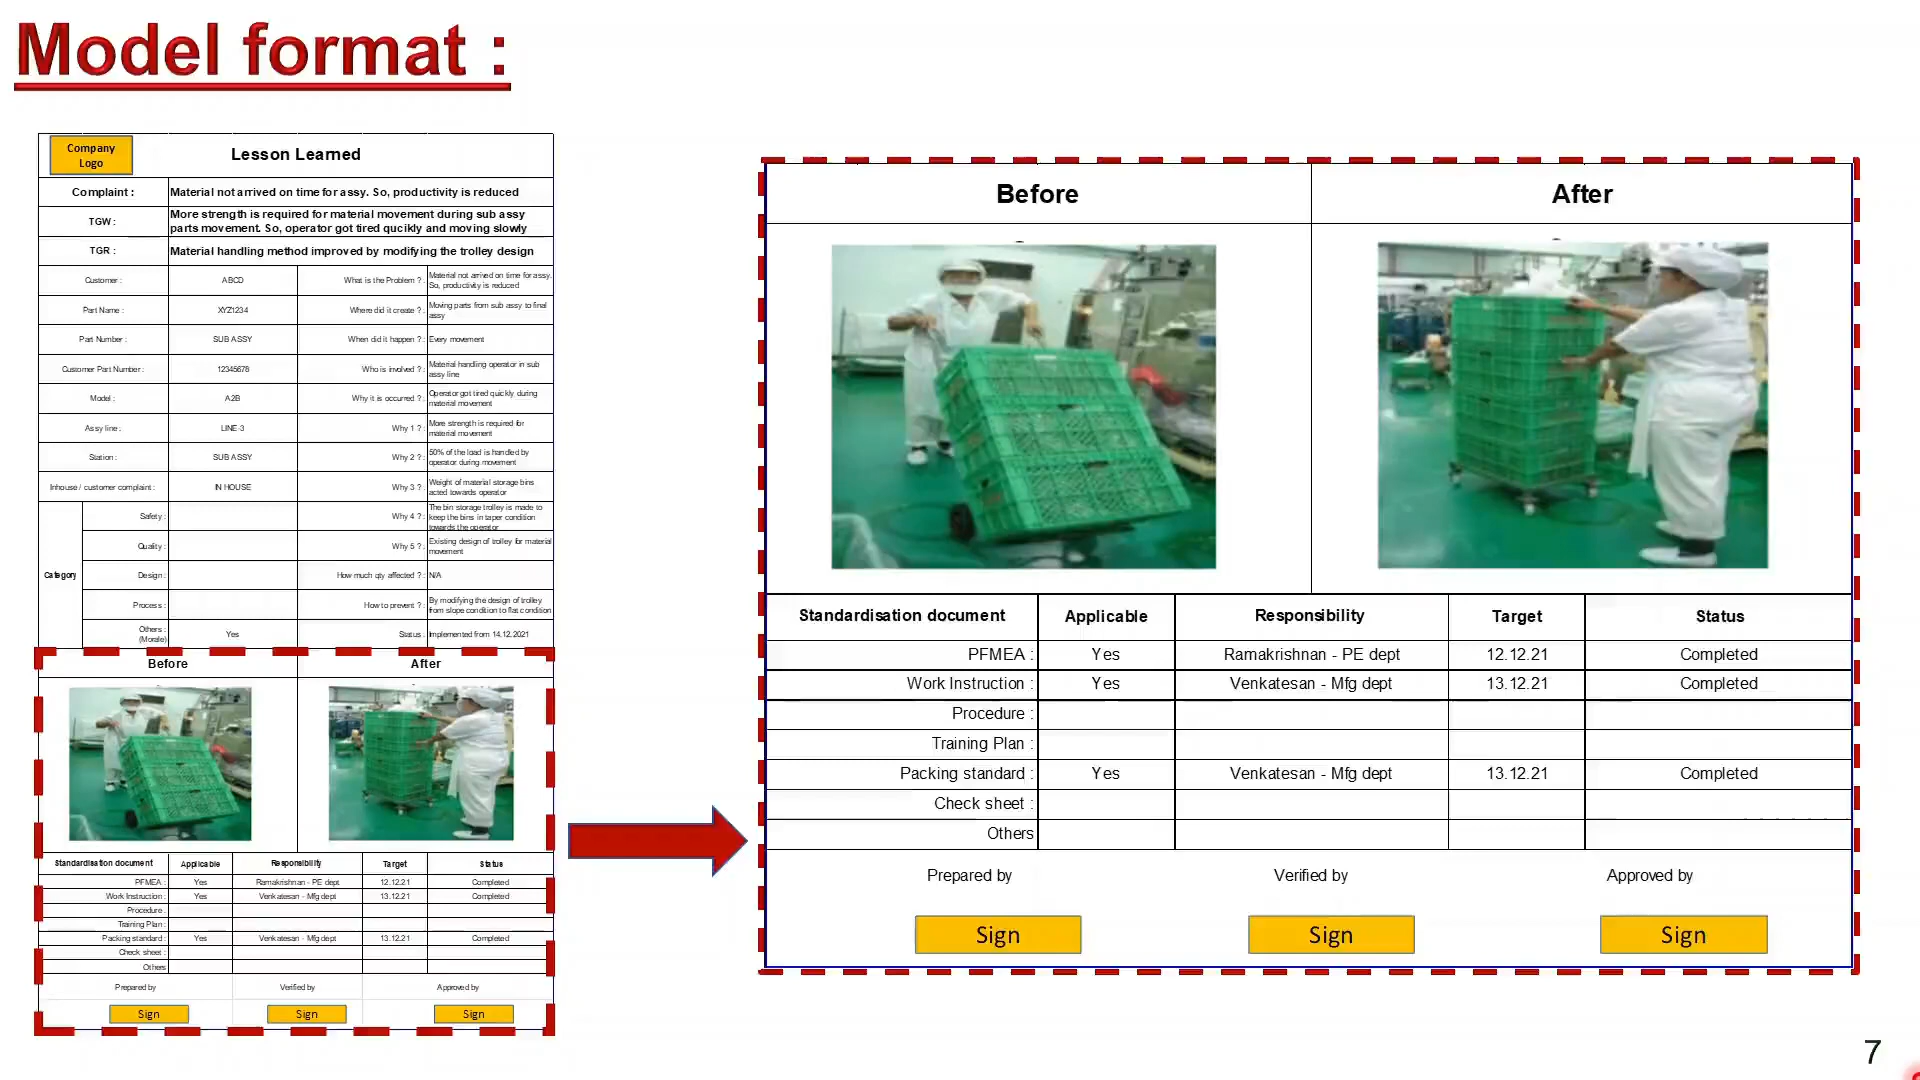 Model format :
Company
Logo
Lesson Learned
Complaint : Material not arrived on time for assy. So, productivity is reduced
TGW : More strength is required for material movement during sub assy
parts movement. So, operator got tired qucikly and moving slowly
TGR : Material handling method improved by modifying the trolley design
Customer : ABCD What is the Problem ? : Material not arrived on time for assy.
So, productivity is reduced
Part Name : XYZ1234 Where did it create ? : Moving parts from sub assy to final
assy
Part Number : SUB ASSY When did it happen ? : Every movement
Customer Part Number : 12345678 Who is involved ? : Material handling operator in sub
assy line
Model : A2B Why it is occurred ? : Operator got tired quickly during
material movement
Assy line : LINE-3 Why 1 ? : More strength is required for
material movement
Station : SUB ASSY Why 2 ? : 50% of the load is handled by
operator during movement
Inhouse / customer complaint : IN HOUSE Why 3 ? : Weight of material storage bins
acted towards operator
Category
Safety : Why 4 ? : The bin storage trolley is made to
keep the bins in taper condition
towards the operator
Quality : Why 5 ? : Existing design of trolley for material
movement
Design : How much qty affected ? : N/A
Process : How to prevent ? : By modifying the design of trolley
from slope condition to flat condition
Others :
(Morale) Yes Status : Implemented from 14.12.2021
Before After
Standardisation document Applicable Responsibility Target Status
PFMEA : Yes Ramakrishnan - PE dept 12.12.21 Completed
Work Instruction : Yes Venkatesan - Mfg dept 13.12.21 Completed
Procedure :
Training Plan :
Packing standard : Yes Venkatesan - Mfg dept 13.12.21 Completed
Check sheet :
Others
Prepared by Verified by Approved by
Sign Sign Sign
Before After
Standardisation document Applicable Responsibility Target Status
PFMEA : Yes Ramakrishnan - PE dept 12.12.21 Completed
Work Instruction : Yes Venkatesan - Mfg dept 13.12.21 Completed
Procedure :
Training Plan :
Packing standard : Yes Venkatesan - Mfg dept 13.12.21 Completed
Check sheet :
Others
Prepared by Verified by Approved by
Sign Sign Sign
7